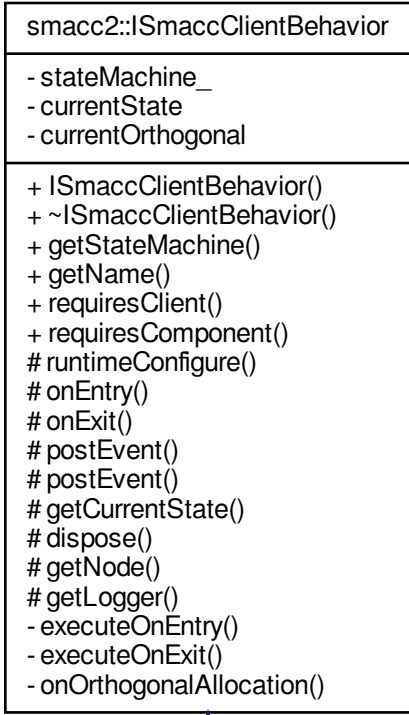 smacc2::ISmaccClientBehavior
- stateMachine_
- currentState
- currentOrthogonal
+ ISmaccClientBehavior()
+ ~ISmaccClientBehavior()
+ getStateMachine()
+ getName()
+ requiresClient()
+ requiresComponent()
# runtimeConfigure()
# onEntry()
# onExit()
# postEvent()
# postEvent()
# getCurrentState()
# dispose()
# getNode()
# getLogger()
- executeOnEntry()
- executeOnExit()
- onOrthogonalAllocation()